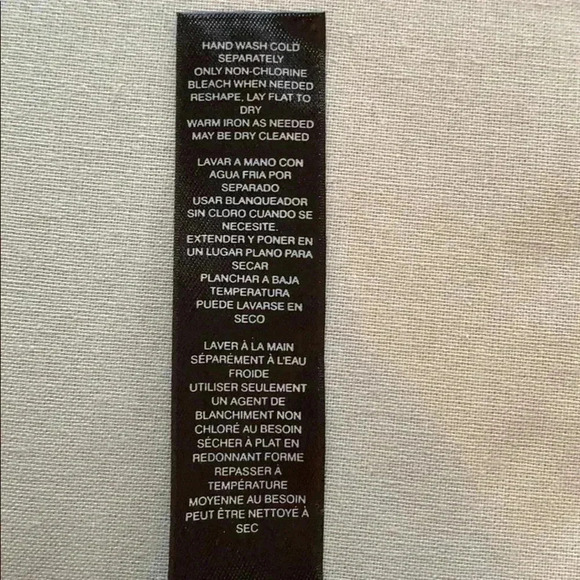 HAND WASH COLD
SEPARATELY
ONLY NON-CHLORINE
BLEACH WHEN NEEDED
RESHAPE, LAY FLAT TO
DRY
WARM IRON AS NEEDED
MAY BE DRY CLEANED
LAVAR A MANO CON
AGUA FRIA POR
SEPARADO
USAR BLANQUEADOR
SIN CLORO CUANDO SE
NECESITE.
EXTENDER Y PONER EN
UN LUGAR PLANO PARA
SECAR
PLANCHAR A BAJA
TEMPERATURA
PUEDE LAVARSE EN
SECO
LAVER À LA MAIN
SÉPARÉMENT À L'EAU
FROIDE
UTILISER SEULEMENT
UN AGENT DE
BLANCHIMENT NON
CHLORÉ AU BESOIN
SÉCHER À PLAT EN
REDONNANT FORME
REPASSER À
TEMPÉRATURE
MOYENNE AU BESOIN
PEUT ÊTRE NETTOYÉ À
SEC